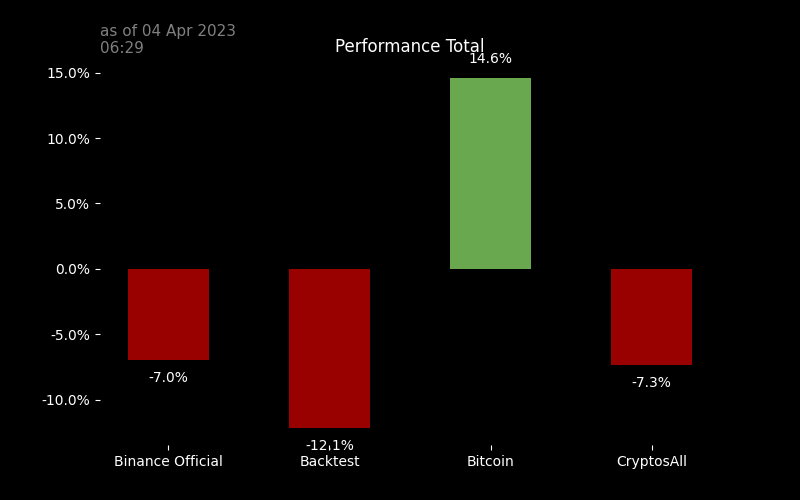 as of 04 Apr 2023
06:29
Performance Total
14.6%
15.0%
10.0%
5.0%
0.0%
-5.0%
-10.0%
-7.0%
-12.1%
-7.3%
Binance Official
Backtest
Bitcoin
CryptosAll